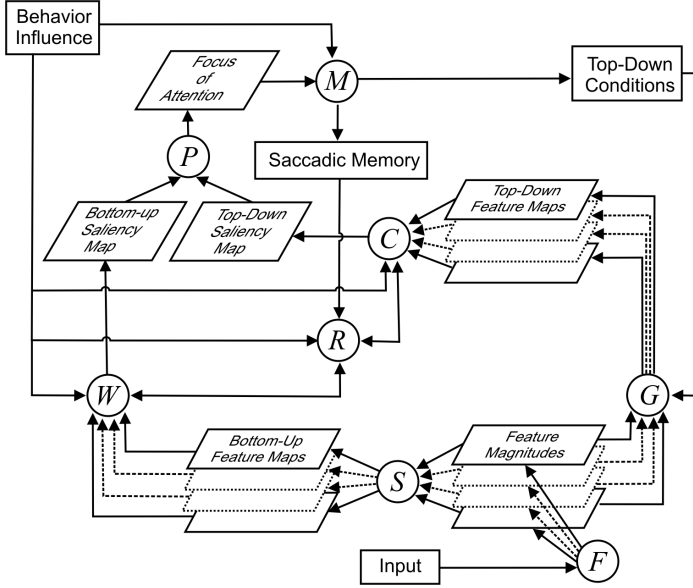 Behavior
Influence
Focus
of
Attention
M
Top-Down
Conditions
P
Saccadic Memory
Bottom-up
Saliency
Map
Top-Down
Saliency
Map
C
Top-Down
Feature Maps
R
W
G
Bottom-Up
Feature Maps
S
Feature
Magnitudes
Input
F